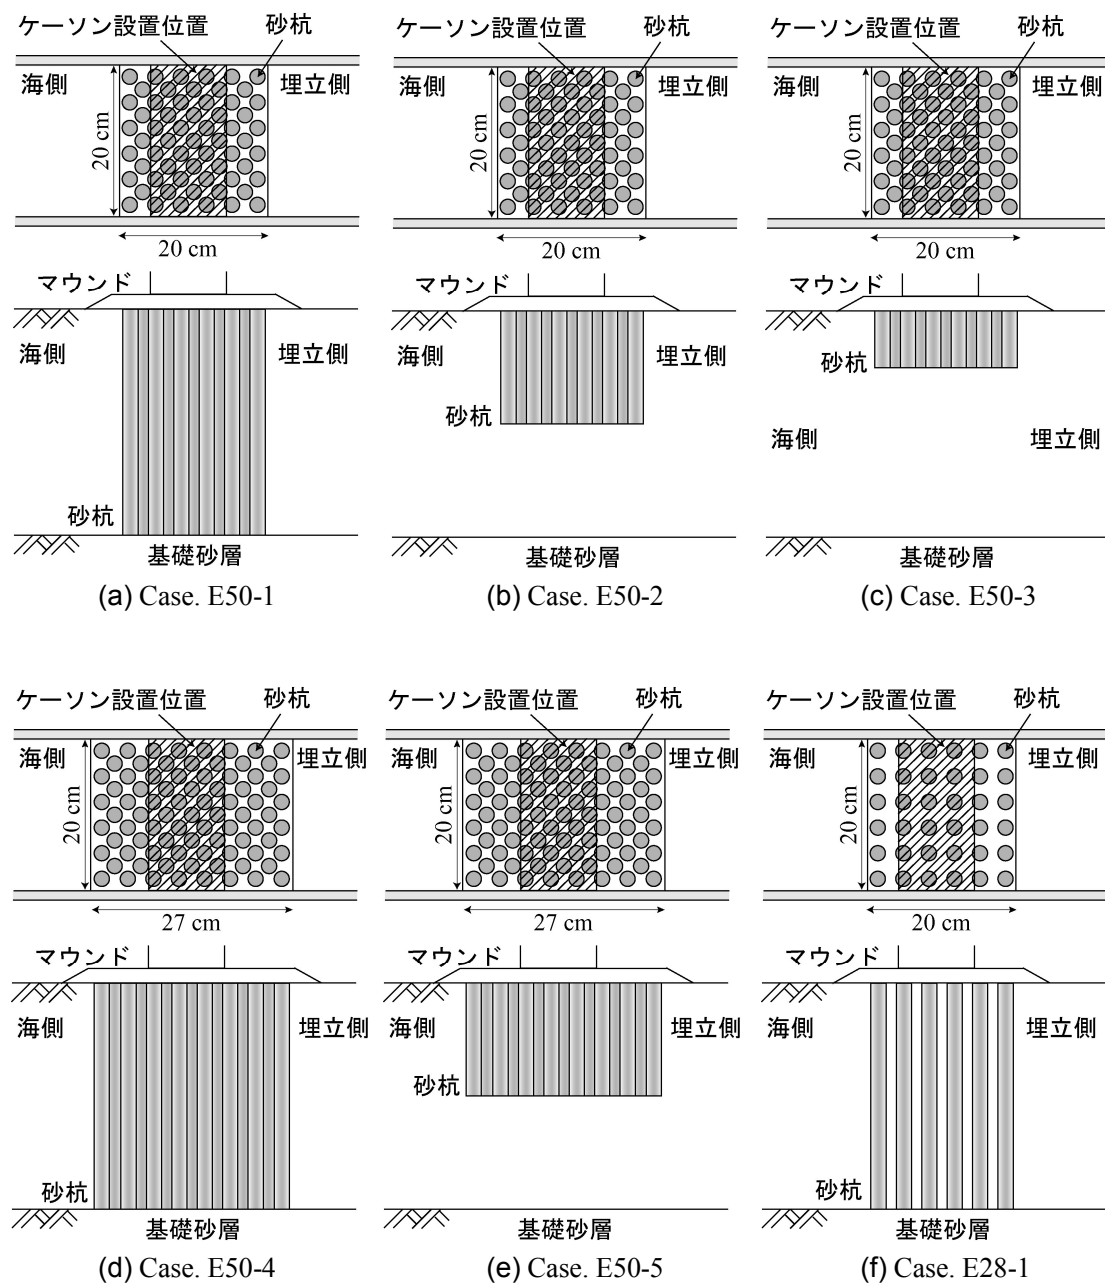 ケーソン設置位置 砂杭
海側 埋立側
20 cm
20 cm
マウンド
海側 埋立側
砂杭
基礎砂層
(a) Case. E50-1
ケーソン設置位置 砂杭
海側 埋立側
20 cm
20 cm
マウンド
海側 埋立側
砂杭
基礎砂層
(b) Case. E50-2
ケーソン設置位置 砂杭
海側 埋立側
20 cm
20 cm
マウンド
砂杭
海側 埋立側
基礎砂層
(c) Case. E50-3
ケーソン設置位置 砂杭
海側 埋立側
20 cm
27 cm
マウンド
海側 埋立側
砂杭
基礎砂層
(d) Case. E50-4
ケーソン設置位置 砂杭
海側 埋立側
20 cm
27 cm
マウンド
海側 埋立側
砂杭
基礎砂層
(e) Case. E50-5
ケーソン設置位置 砂杭
海側 埋立側
20 cm
20 cm
マウンド
海側 埋立側
砂杭
基礎砂層
(f) Case. E28-1